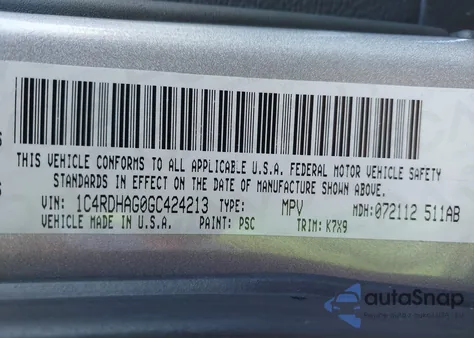 THIS VEHICLE CONFORMS TO ALL APPLICABLE U.S.A. FEDERAL MOTOR VEHICLE SAFETY
STANDARDS IN EFFECT ON THE DATE OF MANUFACTURE SHOWN ABOVE.
VIN: 1C4RDHAG0GC424213 TYPE: MPV MDH: 072112 511AB
VEHICLE MADE IN U.S.A. PAINT: PSC TRIM: K7X9
autoSnap